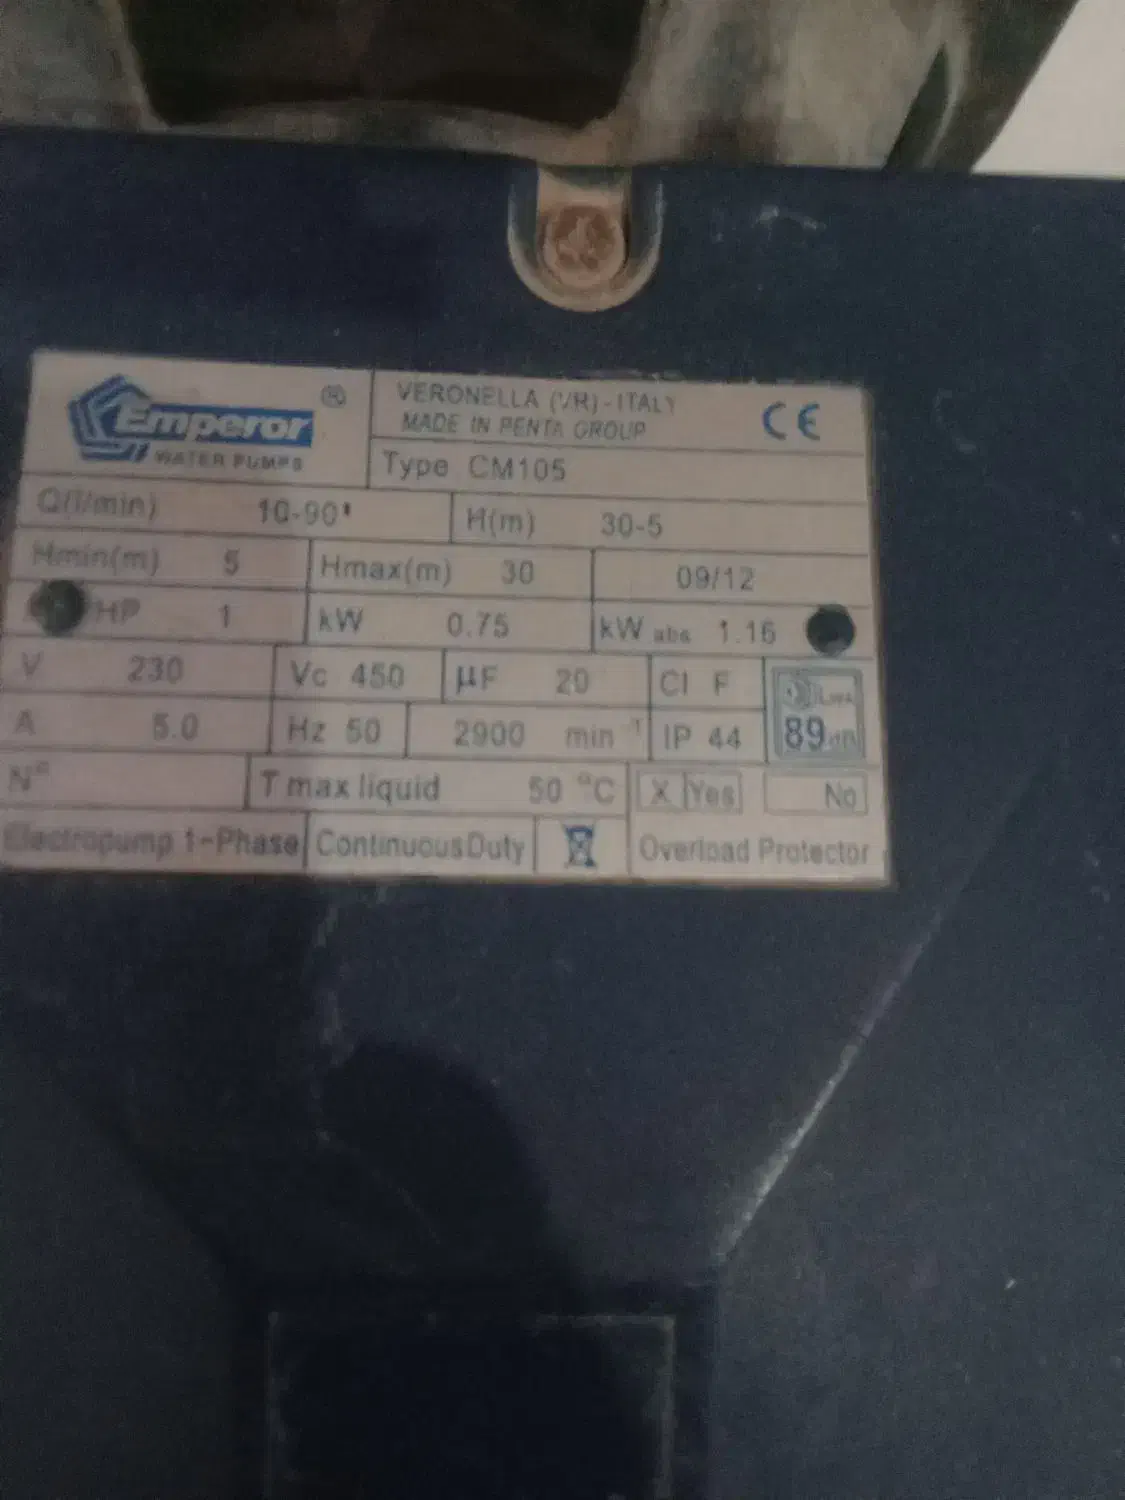 Emperor ®
WATER PUMPS
VERONELLA (VR)-ITALY
MADE IN PENTA GROUP
CE
Type CM105
Q(l/min) 10-90
H(m) 30-5
Hmin(m) 5
Hmax(m) 30
09/12
HP 1
kW 0.75
kW abs 1.16
V 230
Vc 450
µF 20
Cl F
LWA
89 dB
A 5.0
Hz 50
2900 min⁻¹
IP 44
N°
T max liquid 50 °C
X Yes
No
Electropump 1-Phase
Continuous Duty
Overload Protector